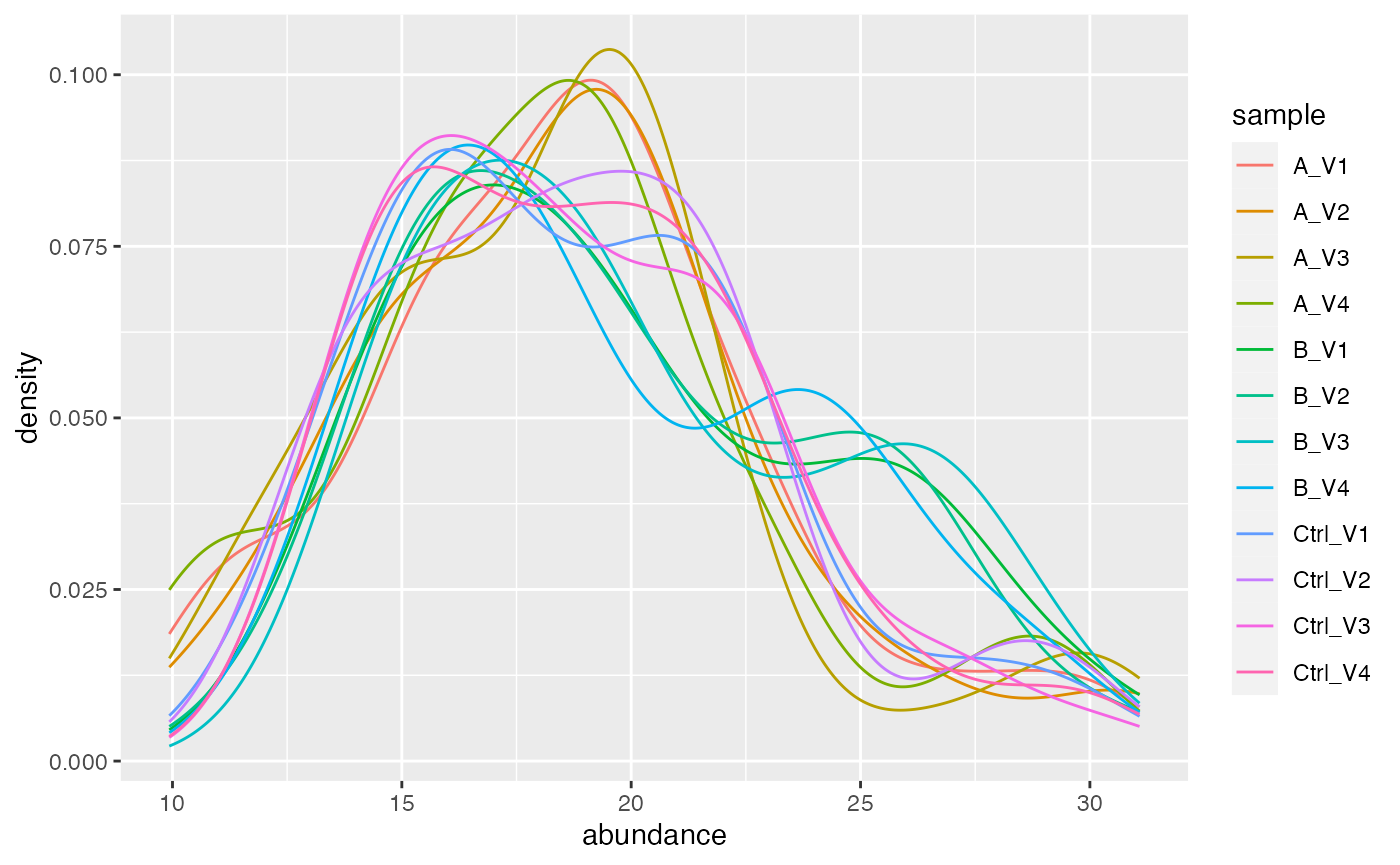 0.100
0.075
0.050
0.025
0.000
density
10 15 20 25 30
abundance
sample
A_V1
A_V2
A_V3
A_V4
B_V1
B_V2
B_V3
B_V4
Ctrl_V1
Ctrl_V2
Ctrl_V3
Ctrl_V4